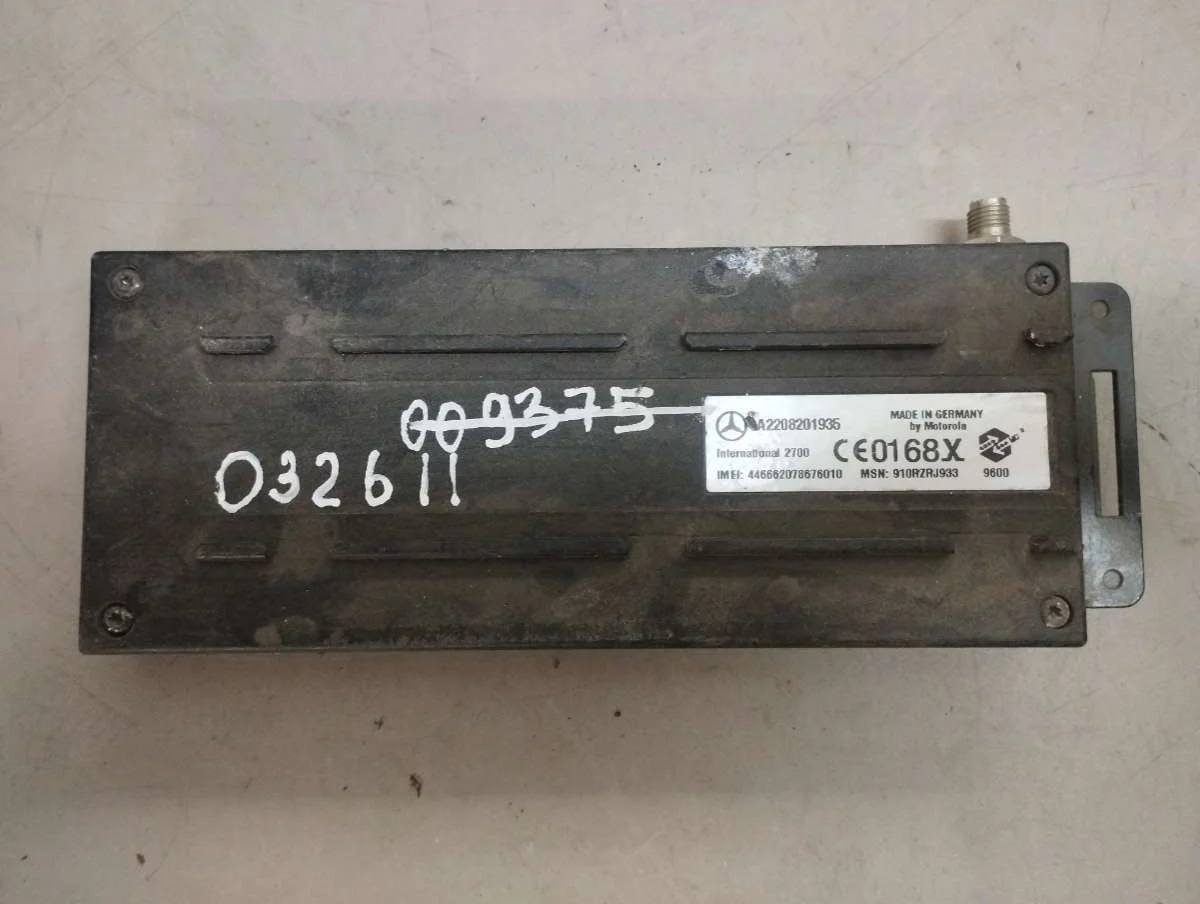 009375
032611
A2208201935
MADE IN GERMANY
by Motorola
International 2700
CE0168X
IMEI: 446662078676010 MSN: 910RZRJ933 9600